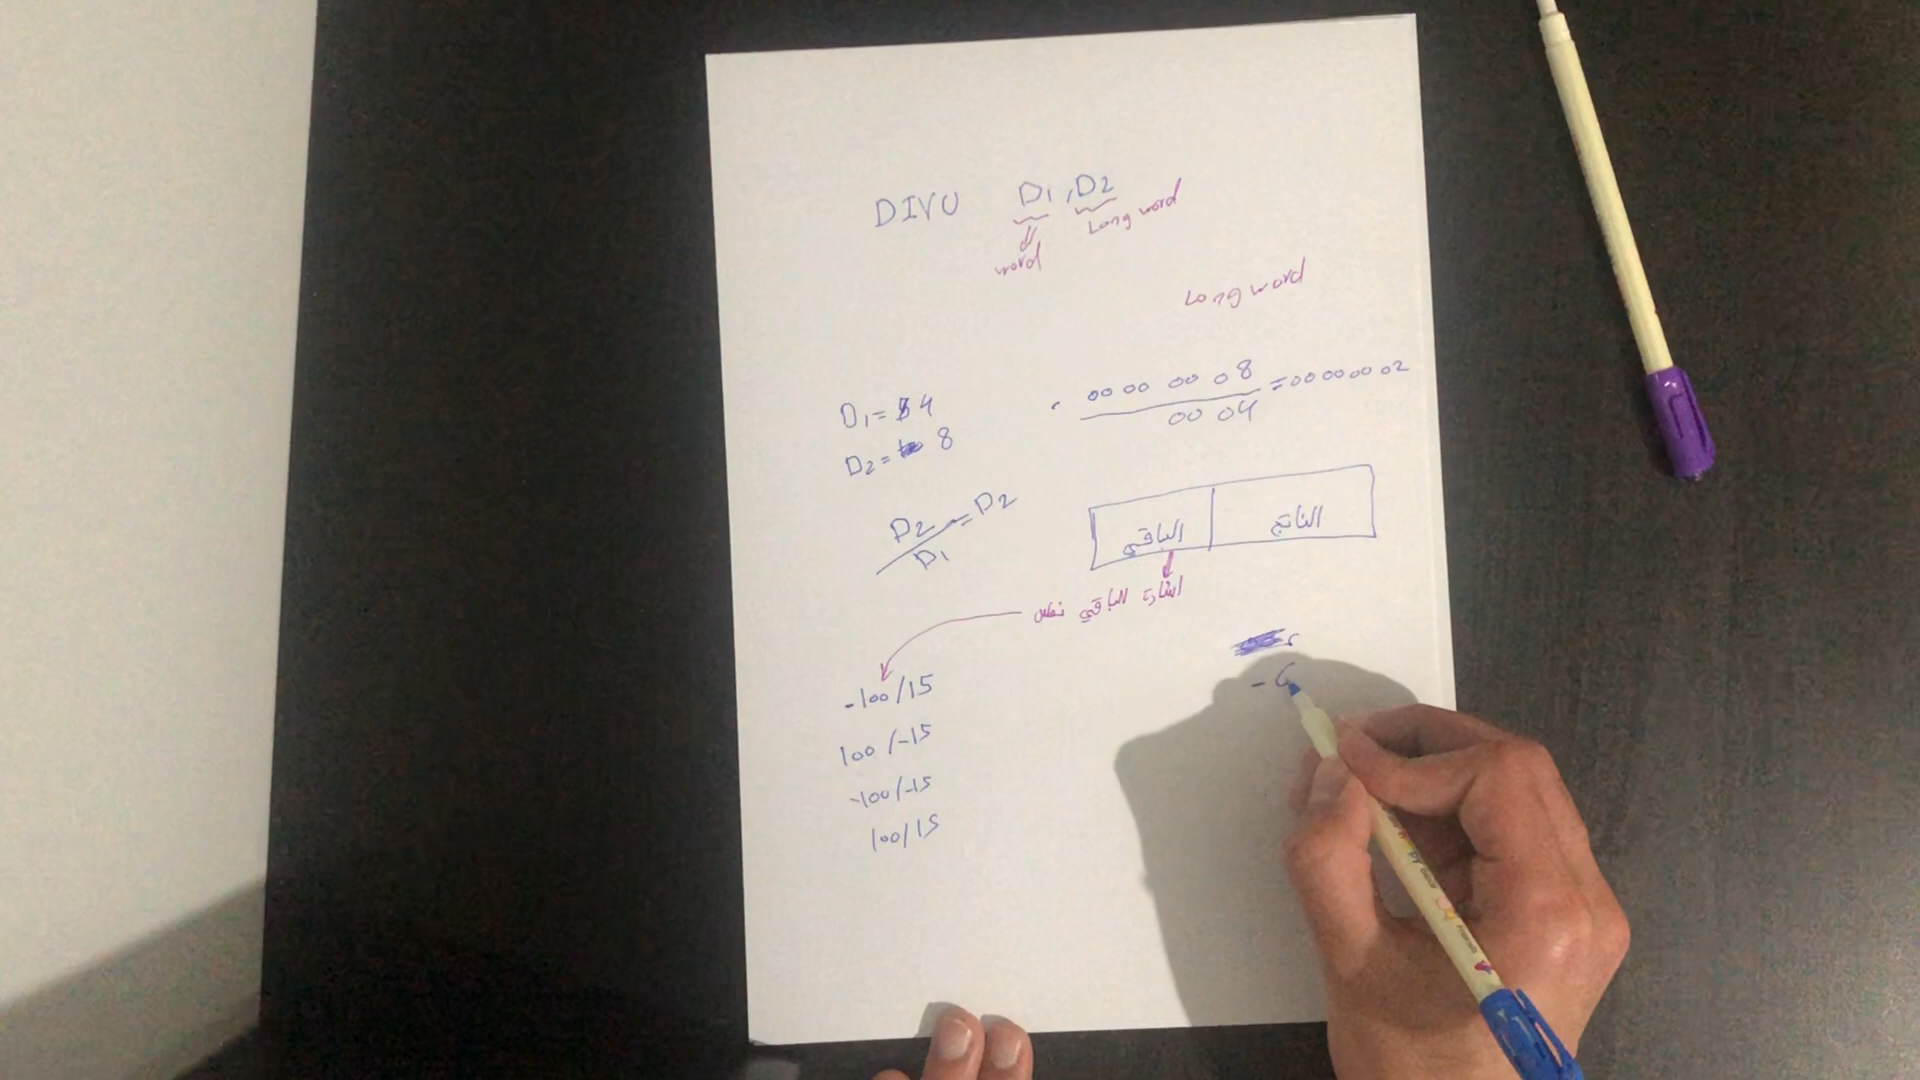 DIVU D1 , D2
word Long word
Long word
D1 = 4
D2 = 8
00 00 00 08 / 00 04 = 00 00 00 02
D2 / D1 = D2
الباقي الناتج
اشارة الباقي نفس
-100/15
100/-15
-100/-15
100/15